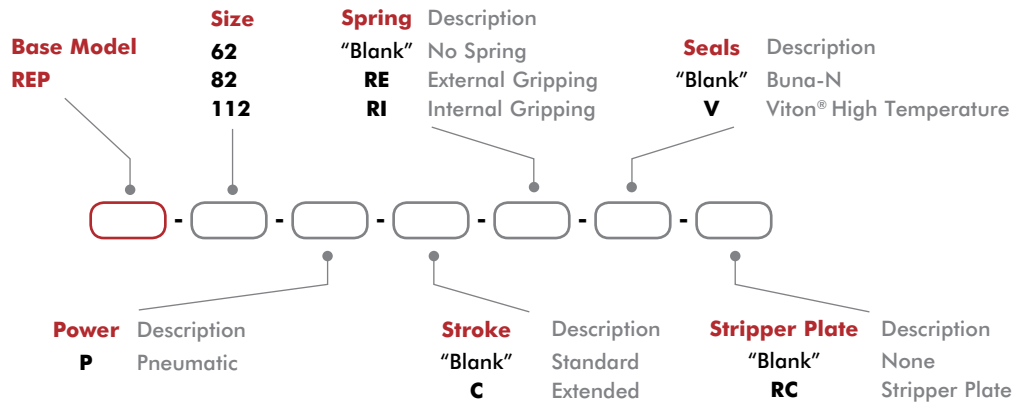 Size
62
82
112
Spring Description
“Blank” No Spring
RE External Gripping
RI Internal Gripping
Base Model
REP
Seals Description
“Blank” Buna-N
V Viton® High Temperature
- - - - - -
Power Description
P Pneumatic
Stroke Description
“Blank” Standard
C Extended
Stripper Plate Description
“Blank” None
RC Stripper Plate